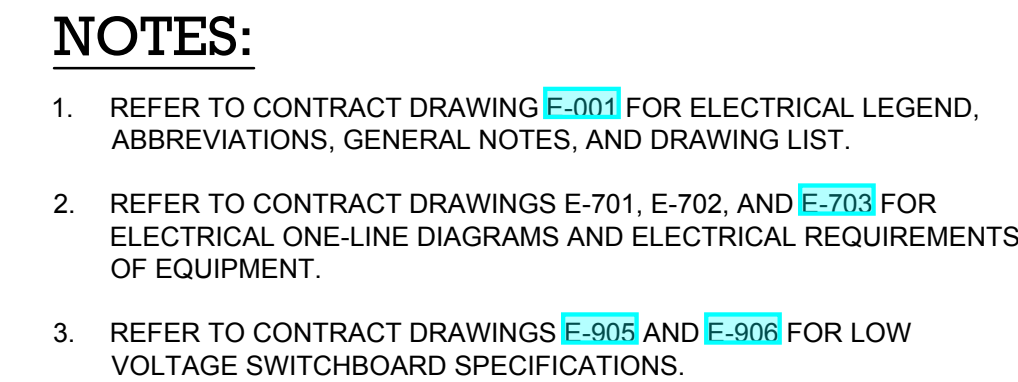 NOTES:
1. REFER TO CONTRACT DRAWING E-001 FOR ELECTRICAL LEGEND,
ABBREVIATIONS, GENERAL NOTES, AND DRAWING LIST.
2. REFER TO CONTRACT DRAWINGS E-701, E-702, AND E-703 FOR
ELECTRICAL ONE-LINE DIAGRAMS AND ELECTRICAL REQUIREMENTS
OF EQUIPMENT.
3. REFER TO CONTRACT DRAWINGS E-905 AND E-906 FOR LOW
VOLTAGE SWITCHBOARD SPECIFICATIONS.